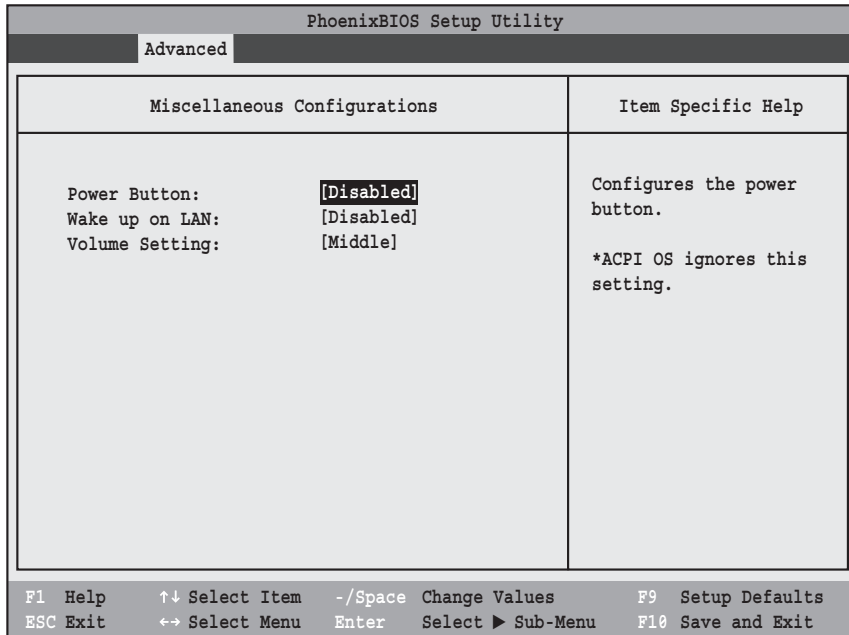 PhoenixBIOS Setup Utility
Advanced
Miscellaneous Configurations
Item Specific Help
Power Button: [Disabled]
Wake up on LAN: [Disabled]
Volume Setting: [Middle]
Configures the power
button.
*ACPI OS ignores this
setting.
F1 Help ↑↓ Select Item -/Space Change Values F9 Setup Defaults
ESC Exit ←→ Select Menu Enter Select ▶ Sub-Menu F10 Save and Exit